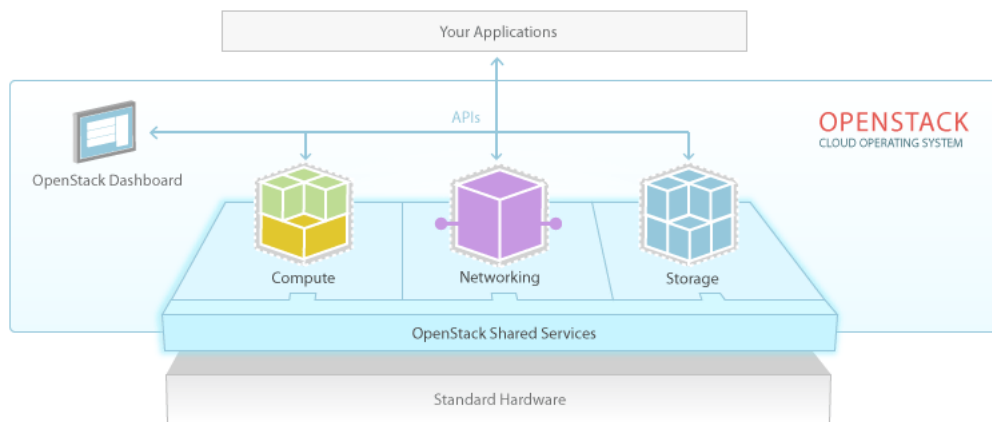 Your Applications
APIs
OPENSTACK
CLOUD OPERATING SYSTEM
OpenStack Dashboard
Compute
Networking
Storage
OpenStack Shared Services
Standard Hardware